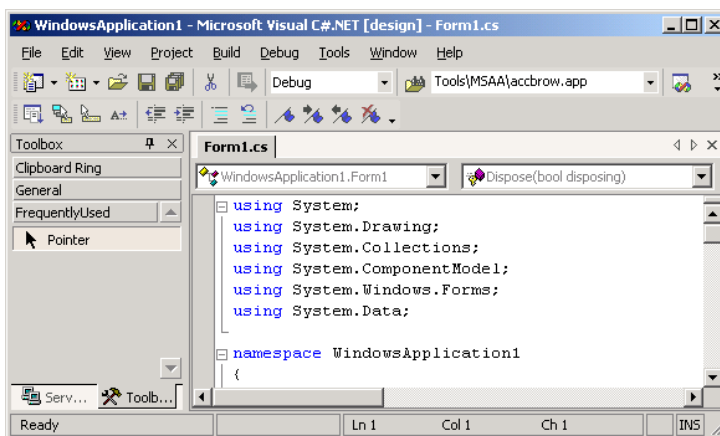 WindowsApplication1 - Microsoft Visual C#.NET [design] - Form1.cs
File Edit View Project Build Debug Tools Window Help
Debug Tools\MSAA\accbrow.app
Toolbox
Form1.cs
Clipboard Ring
WindowsApplication1.Form1 Dispose(bool disposing)
General
FrequentlyUsed
Pointer
using System;
using System.Drawing;
using System.Collections;
using System.ComponentModel;
using System.Windows.Forms;
using System.Data;
namespace WindowsApplication1
{
Serv... Toolb...
Ready Ln 1 Col 1 Ch 1 INS